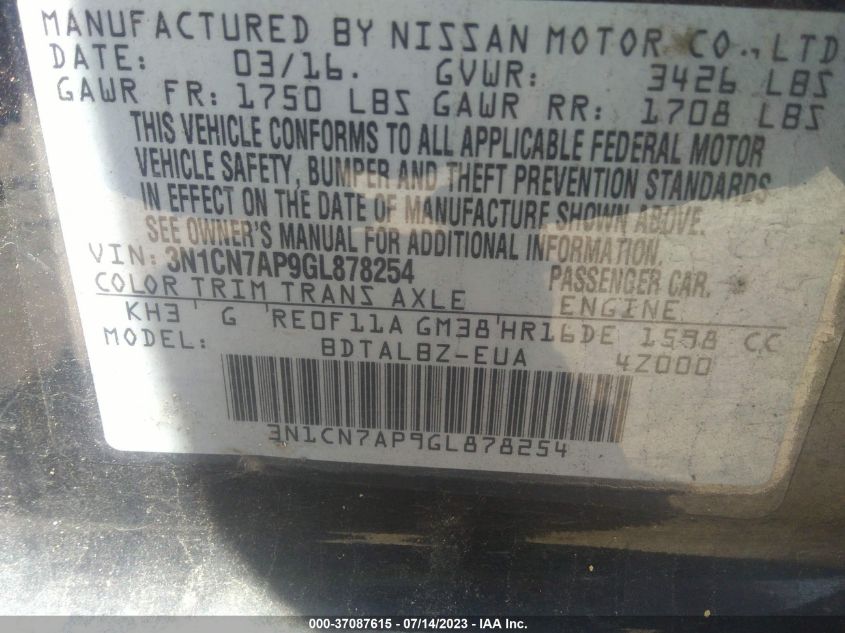 MANUFACTURED BY NISSAN MOTOR CO., LTD
DATE: 03/16. GVWR: 3426 LBS
GAWR FR: 1750 LBS GAWR RR: 1708 LBS
THIS VEHICLE CONFORMS TO ALL APPLICABLE FEDERAL MOTOR
VEHICLE SAFETY, BUMPER AND THEFT PREVENTION STANDARDS
IN EFFECT ON THE DATE OF MANUFACTURE SHOWN ABOVE.
SEE OWNER'S MANUAL FOR ADDITIONAL INFORMATION.
VIN: 3N1CN7AP9GL878254 PASSENGER CAR.
COLOR TRIM TRANS AXLE ENGINE
KH3 G RE0F11A GM38 HR16DE 1598 CC
MODEL: BDTALBZ-EUA 4Z000
3N1CN7AP9GL878254
000-37087615 - 07/14/2023 - IAA Inc.